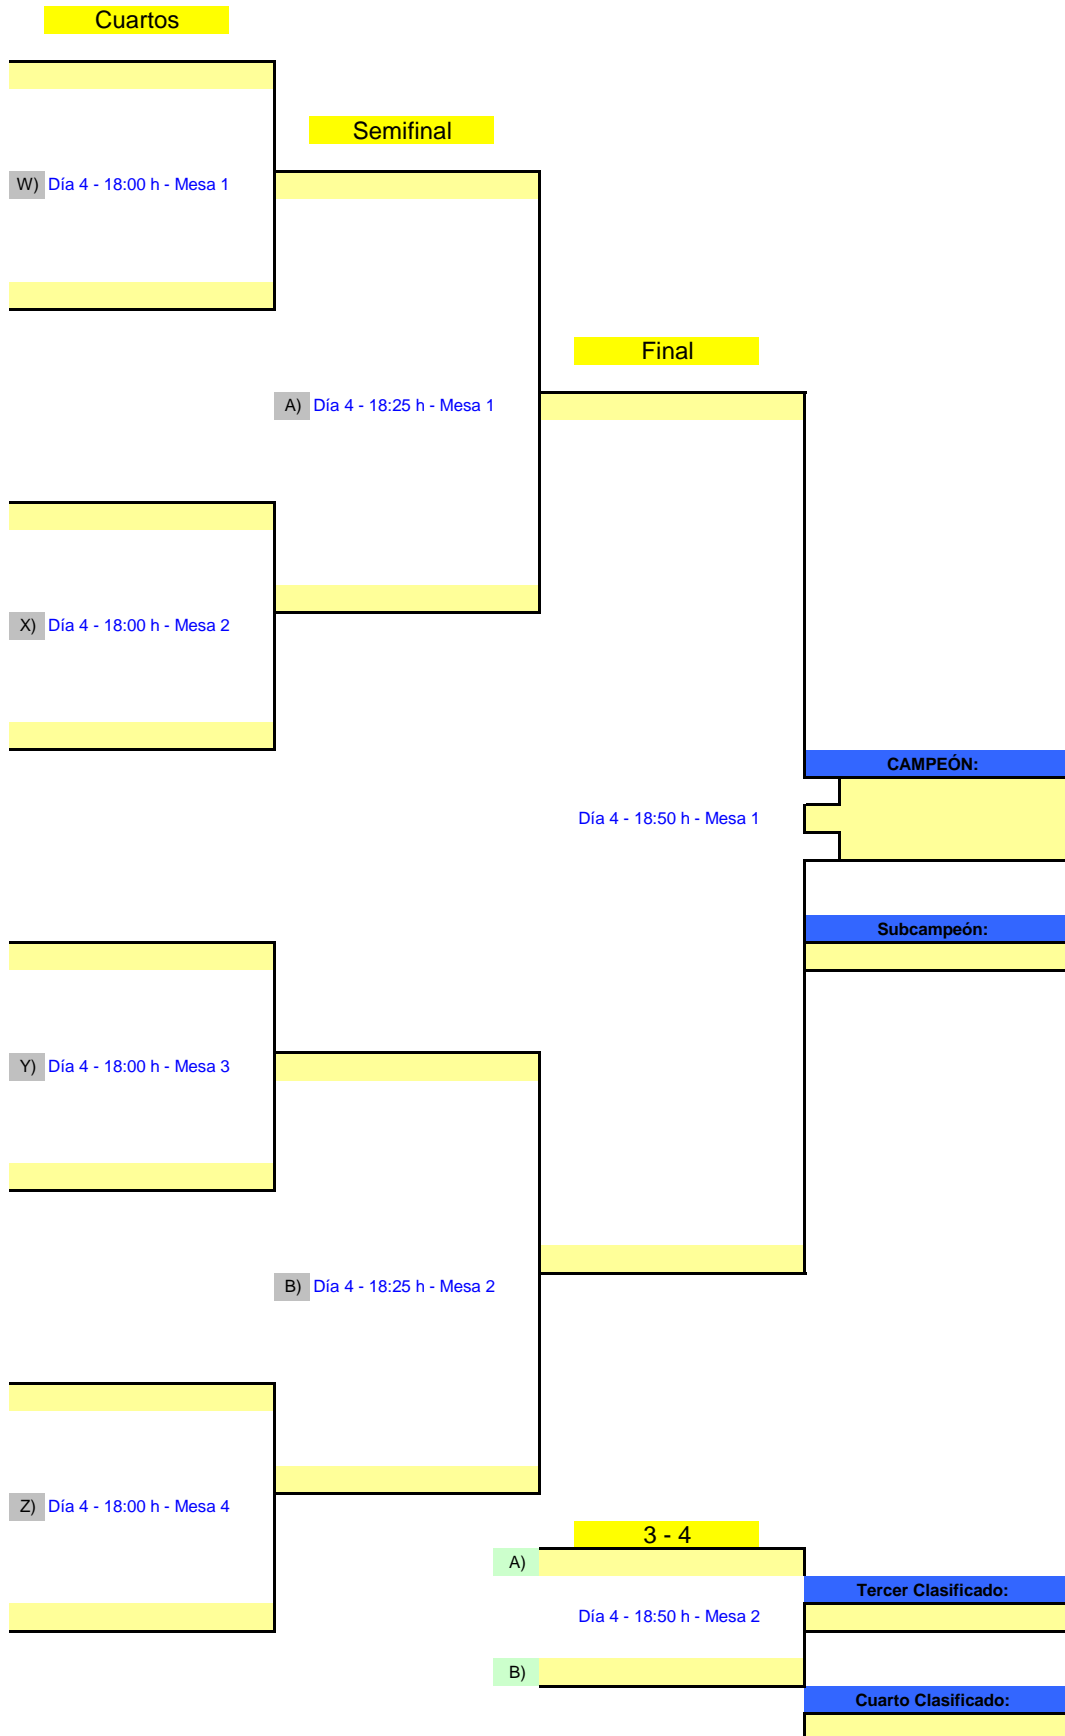 Cuartos
Semifinal
W) Día 4 - 18:00 h - Mesa 1
Final
A) Día 4 - 18:25 h - Mesa 1
X) Día 4 - 18:00 h - Mesa 2
CAMPEÓN:
Día 4 - 18:50 h - Mesa 1
Subcampeón:
Y) Día 4 - 18:00 h - Mesa 3
B) Día 4 - 18:25 h - Mesa 2
Z) Día 4 - 18:00 h - Mesa 4
3 - 4
A)
Tercer Clasificado:
Día 4 - 18:50 h - Mesa 2
B)
Cuarto Clasificado: